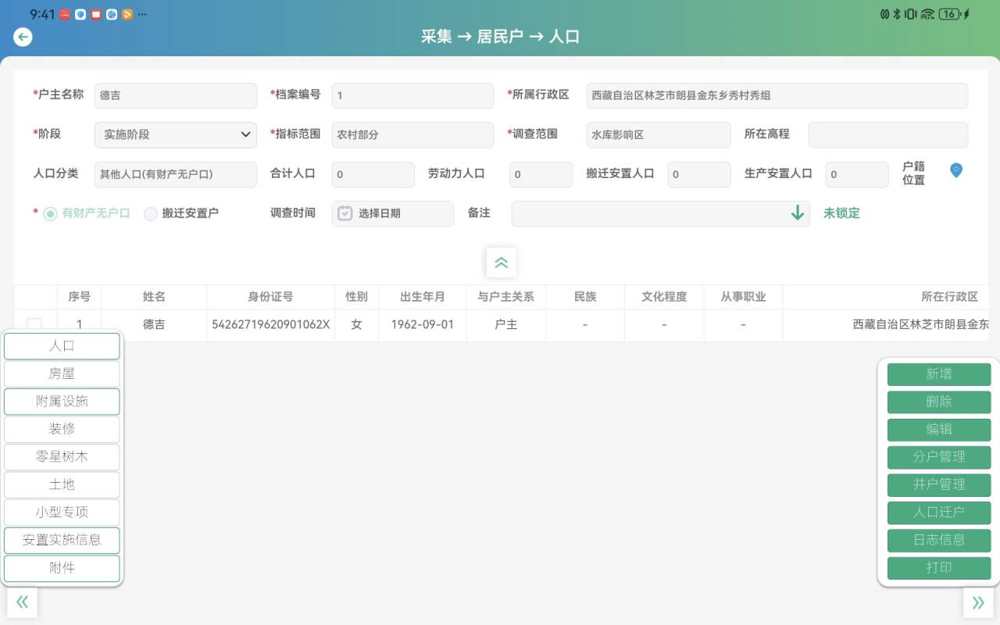 9:41 ··· 16
采集 → 居民户 → 人口
*户主名称 德吉 *档案编号 1 *所属行政区 西藏自治区林芝市朗县金东乡秀村秀组
*阶段 实施阶段 *指标范围 农村部分 *调查范围 水库影响区 所在高程
人口分类 其他人口(有财产无户口) 合计人口 0 劳动力人口 0 搬迁安置人口 0 生产安置人口 0 户籍位置
* 有财产无户口 搬迁安置户 调查时间 选择日期 备注 未锁定
序号 姓名 身份证号 性别 出生年月 与户主关系 民族 文化程度 从事职业 所在行政区
1 德吉 54262719620901062X 女 1962-09-01 户主 - - - 西藏自治区林芝市朗县金东
人口
房屋
附属设施
装修
零星树木
土地
小型专项
安置实施信息
附件
新增
删除
编辑
分户管理
并户管理
人口迁户
日志信息
打印